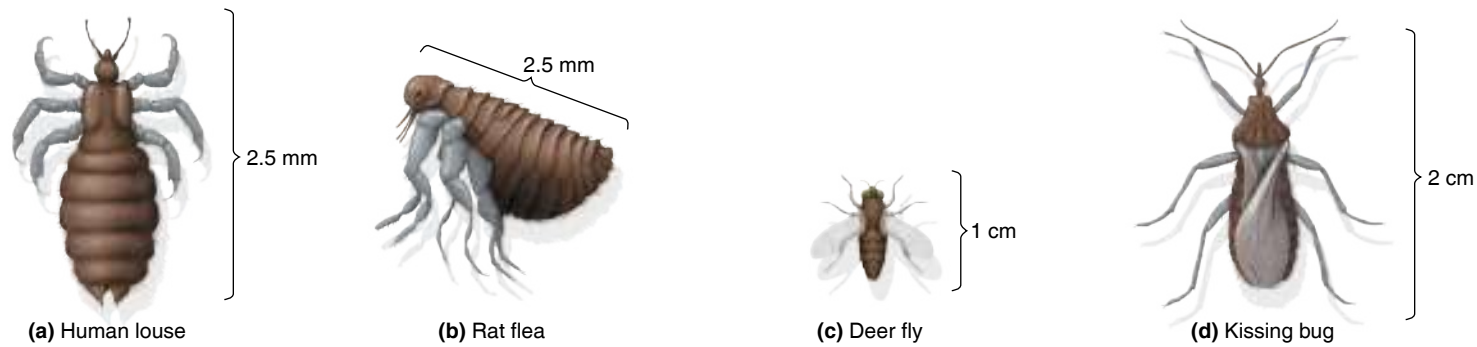 2.5 mm
2.5 mm
1 cm
2 cm
(a) Human louse
(b) Rat flea
(c) Deer fly
(d) Kissing bug